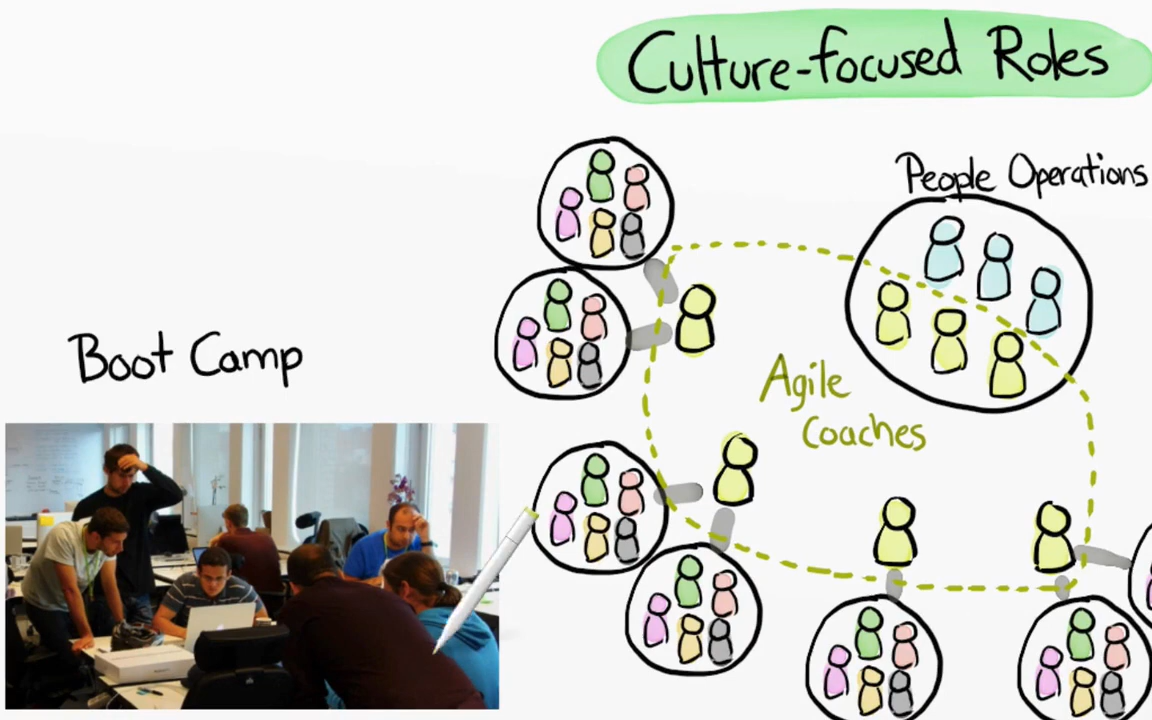 Culture-focused Roles
People Operations
Boot Camp
Agile
Coaches